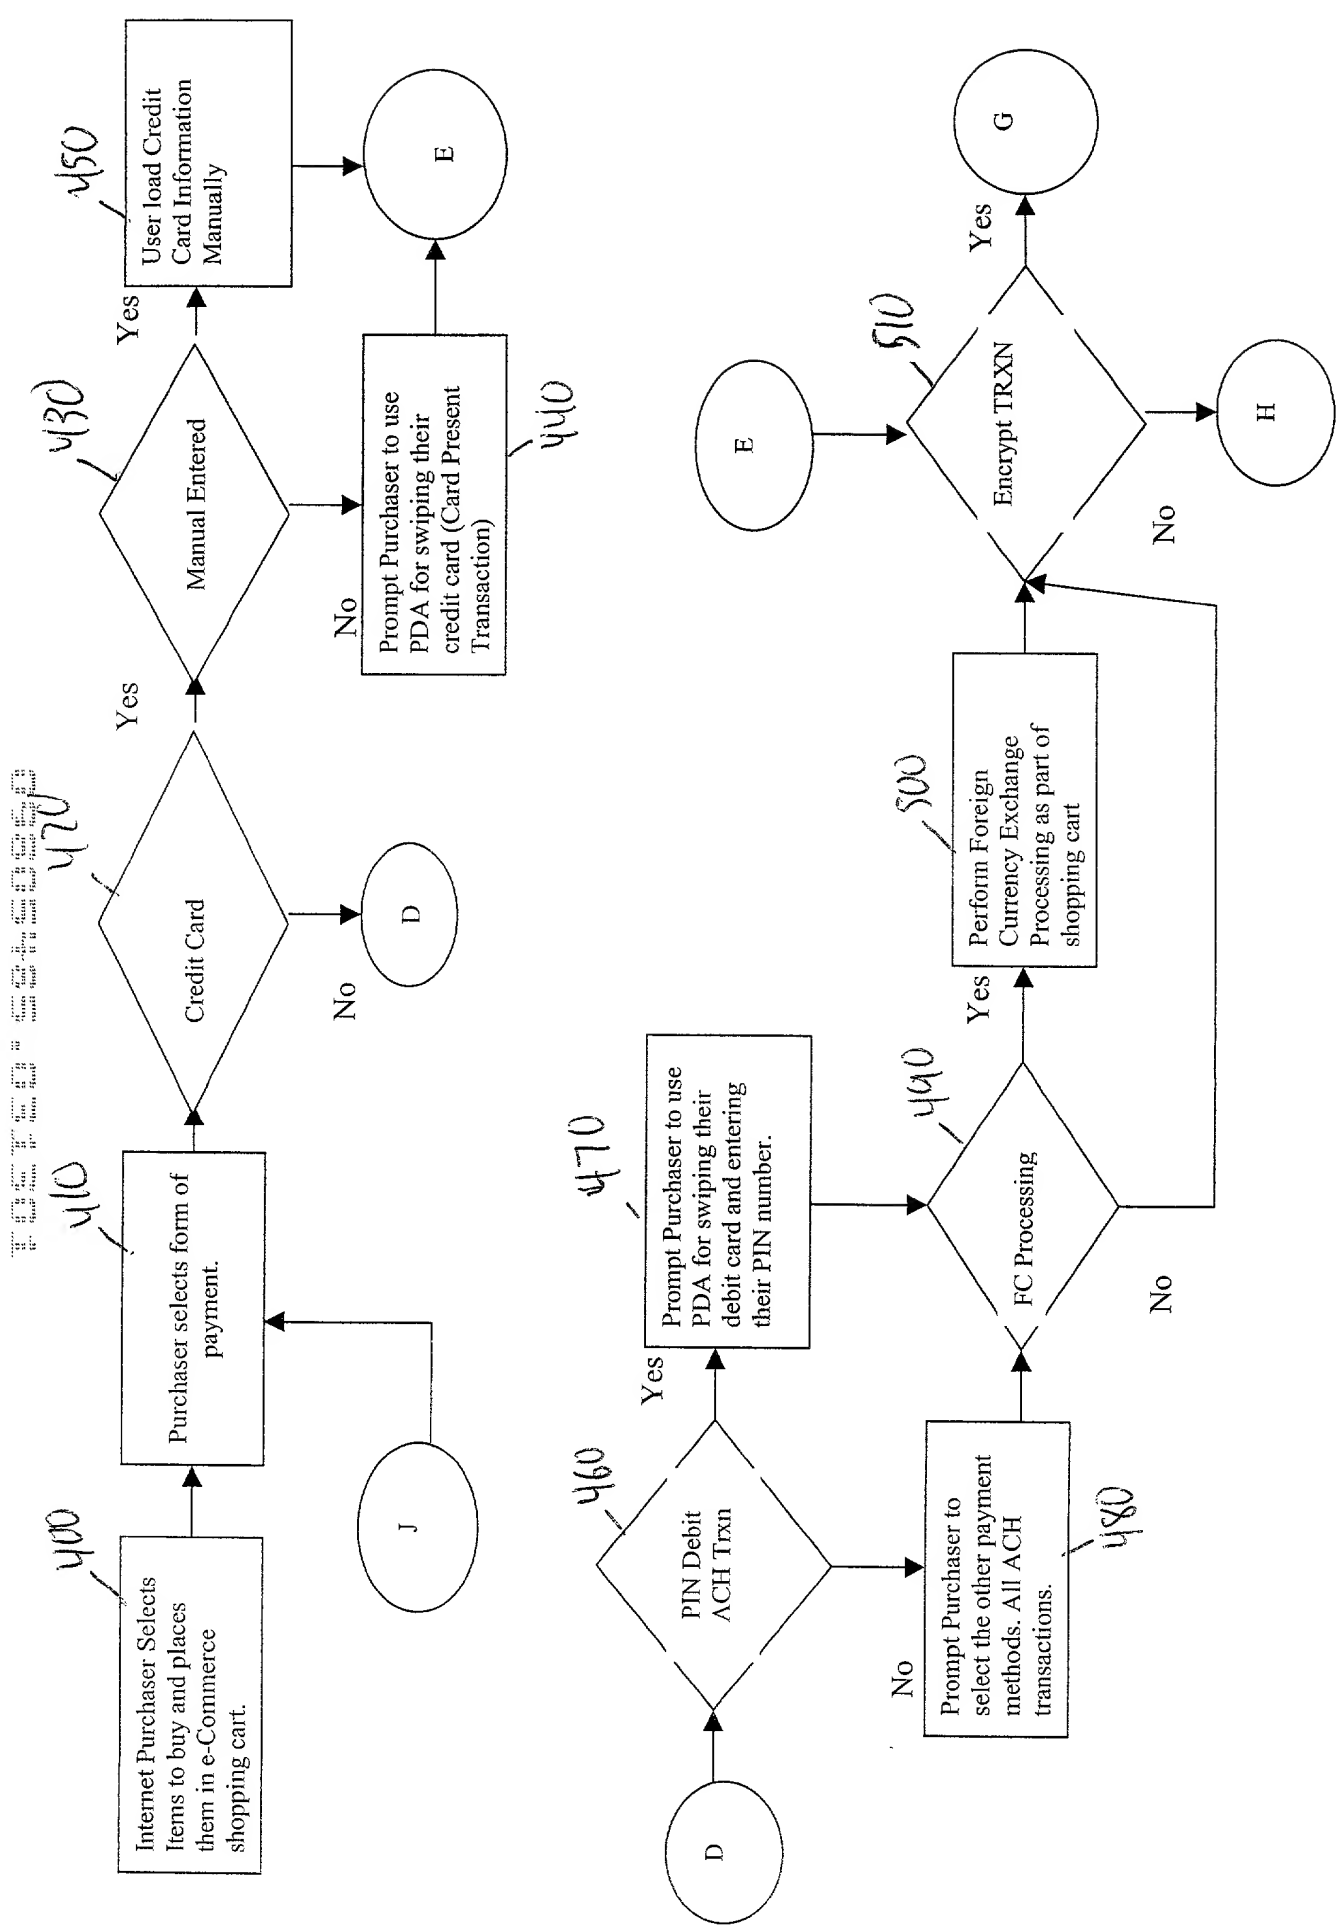 400
Internet Purchaser Selects
Items to buy and places
them in e-Commerce
shopping cart.
410
Purchaser selects form of
payment.
J
420
Credit Card
No
D
Yes
430
Manual Entered
Yes
450
User load Credit
Card Information
Manually
No
Prompt Purchaser to use
PDA for swiping their
credit card (Card Present
Transaction)
440
E
D
460
PIN Debit
ACH Trxn
Yes
470
Prompt Purchaser to use
PDA for swiping their
debit card and entering
their PIN number.
No
Prompt Purchaser to
select the other payment
methods. All ACH
transactions.
480
490
FC Processing
No
Yes
500
Perform Foreign
Currency Exchange
Processing as part of
shopping cart
E
510
Encrypt TRXN
Yes
G
No
H